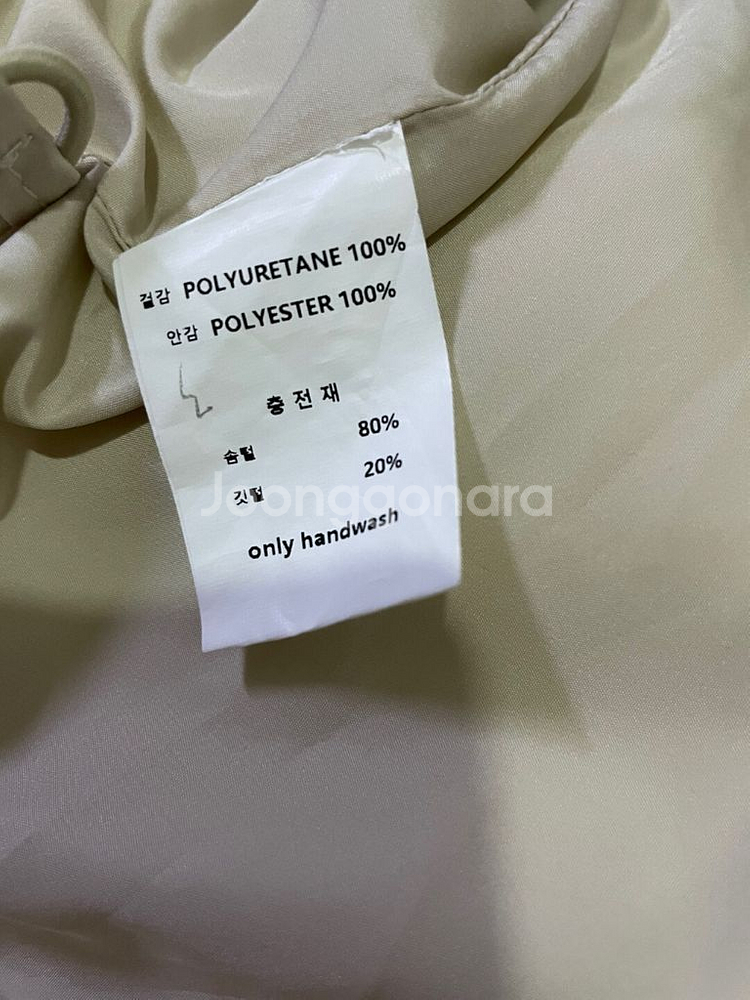 겉감 POLYURETANE 100%
안감 POLYESTER 100%
충전재
솜털 80%
깃털 20%
only handwash
Joonggonara